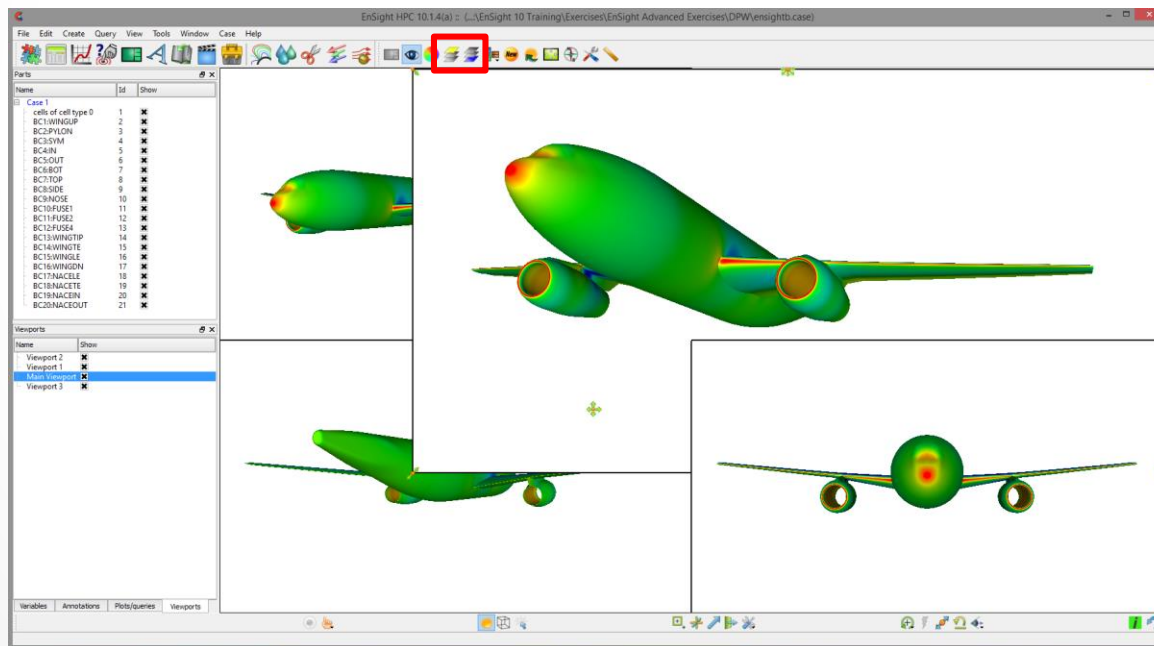 EnSight HPC 10.1.4(a) :: (...\EnSight 10 Training\Exercises\EnSight Advanced Exercises\DPW\ensightb.case)
File Edit Create Query View Tools Window Case Help
New
Parts
Name Id Show
Case 1
cells of cell type 0 1
BC1:WINGUP 2
BC2:PYLON 3
BC3:SYM 4
BC4:IN 5
BC5:OUT 6
BC6:BOT 7
BC7:TOP 8
BC8:SIDE 9
BC9:NOSE 10
BC10:FUSE1 11
BC11:FUSE2 12
BC12:FUSE4 13
BC13:WINGTIP 14
BC14:WINGTE 15
BC15:WINGLE 16
BC16:WINGDN 17
BC17:NACELE 18
BC18:NACETE 19
BC19:NACEIN 20
BC20:NACEOUT 21
Viewports
Name Show
Viewport 2
Viewport 1
Main Viewport
Viewport 3
Variables Annotations Plots/queries Viewports